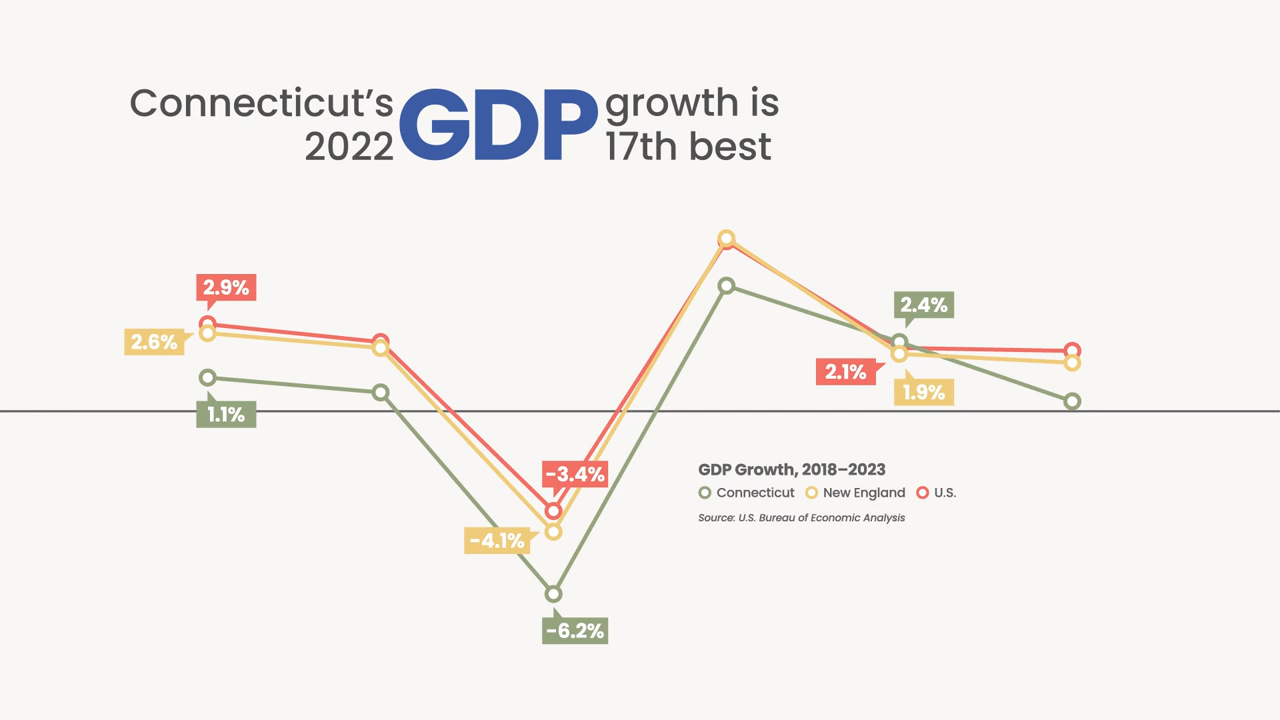 Connecticut's
2022
GDP
growth is
17th best
2.9%
2.6%
1.1%
-3.4%
-4.1%
-6.2%
2.4%
2.1%
1.9%
GDP Growth, 2018–2023
Connecticut New England U.S.
Source: U.S. Bureau of Economic Analysis